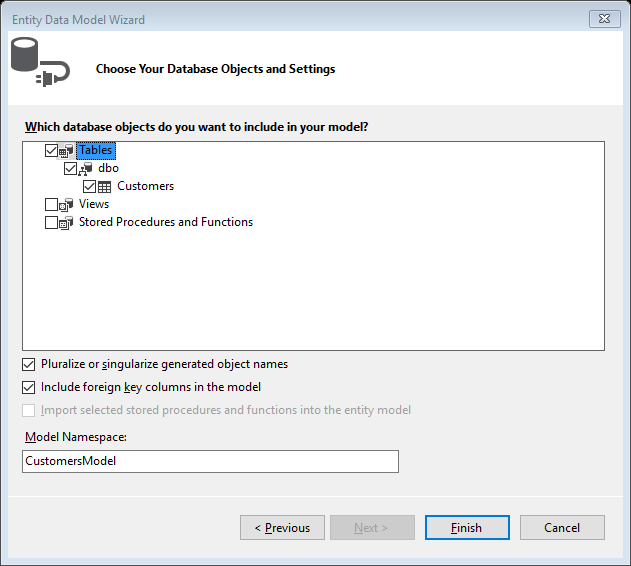 Entity Data Model Wizard
Choose Your Database Objects and Settings
Which database objects do you want to include in your model?
Tables
dbo
Customers
Views
Stored Procedures and Functions
Pluralize or singularize generated object names
Include foreign key columns in the model
Import selected stored procedures and functions into the entity model
Model Namespace:
CustomersModel
< Previous Next > Finish Cancel